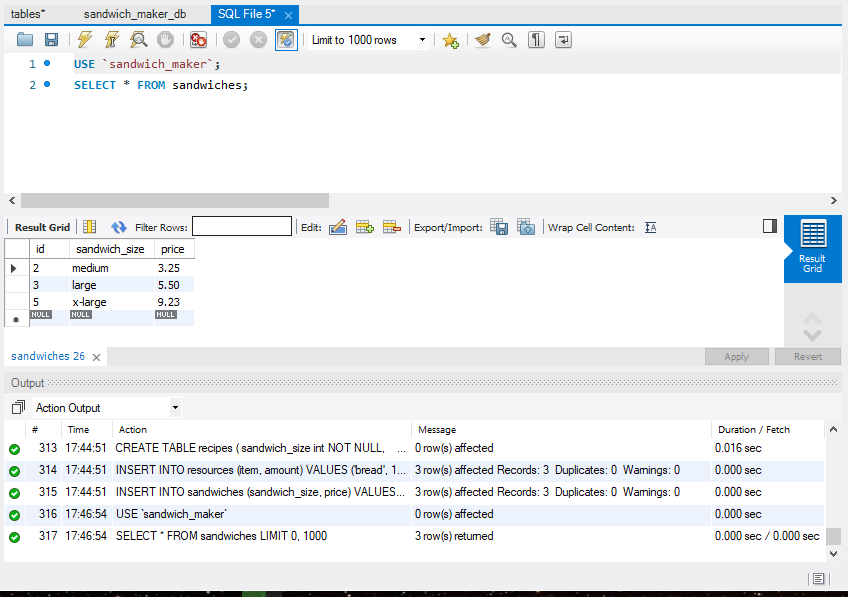 tables* sandwich_maker_db SQL File 5*
Limit to 1000 rows
1 USE `sandwich_maker`;
2 SELECT * FROM sandwiches;
Result Grid Filter Rows: Edit: Export/Import: Wrap Cell Content:
id sandwich_size price
2 medium 3.25
3 large 5.50
5 x-large 9.23
NULL NULL NULL
Result
Grid
sandwiches 26 Apply Revert
Output
Action Output
# Time Action Message Duration / Fetch
313 17:44:51 CREATE TABLE recipes ( sandwich_size int NOT NULL, ... 0 row(s) affected 0.016 sec
314 17:44:51 INSERT INTO resources (item, amount) VALUES ('bread', 1... 3 row(s) affected Records: 3 Duplicates: 0 Warnings: 0 0.000 sec
315 17:44:51 INSERT INTO sandwiches (sandwich_size, price) VALUES... 3 row(s) affected Records: 3 Duplicates: 0 Warnings: 0 0.000 sec
316 17:46:54 USE `sandwich_maker` 0 row(s) affected 0.000 sec
317 17:46:54 SELECT * FROM sandwiches LIMIT 0, 1000 3 row(s) returned 0.000 sec / 0.000 sec